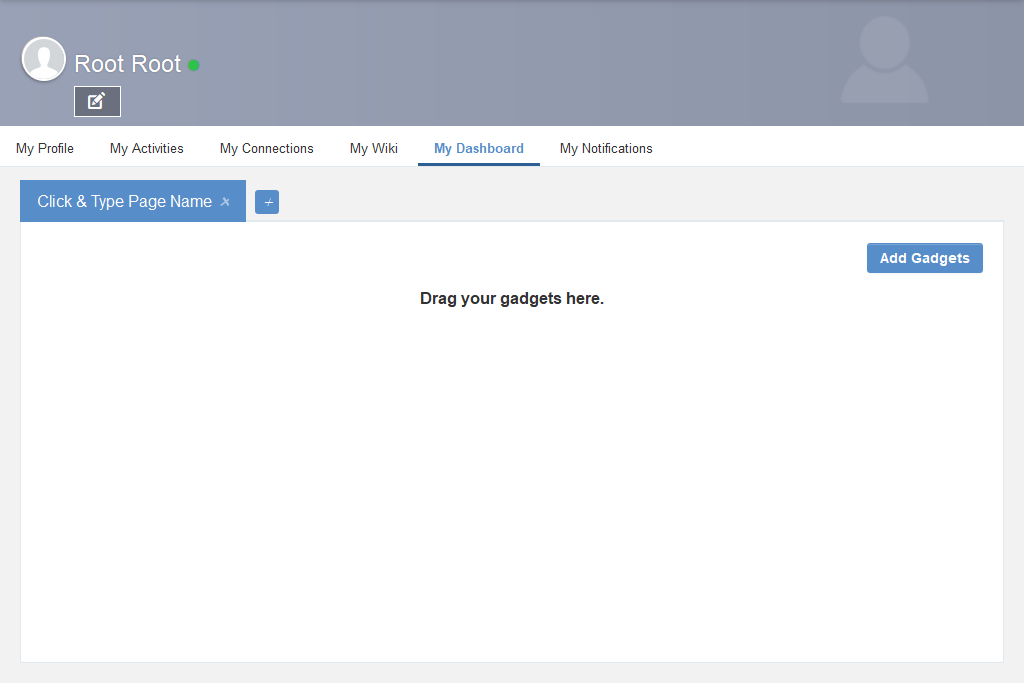 Root Root
My Profile My Activities My Connections My Wiki My Dashboard My Notifications
Click & Type Page Name × +
Add Gadgets
Drag your gadgets here.